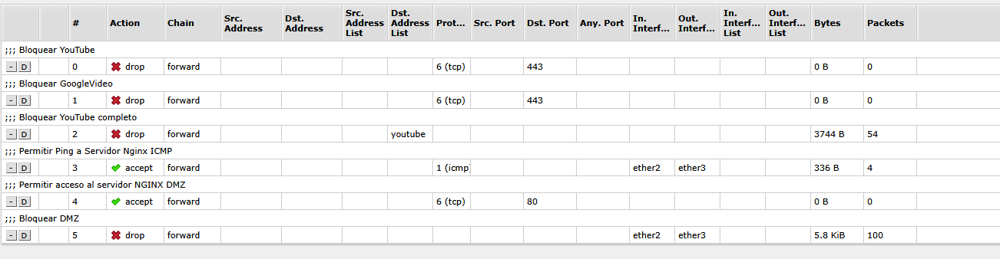 # Action Chain Src. Address Dst. Address Src. Address List Dst. Address List Prot... Src. Port Dst. Port Any. Port In. Interf... Out. Interf... In. Interf... List Out. Interf... List Bytes Packets
;;; Bloquear YouTube
- D 0 drop forward 6 (tcp) 443 0 B 0
;;; Bloquear GoogleVideo
- D 1 drop forward 6 (tcp) 443 0 B 0
;;; Bloquear YouTube completo
- D 2 drop forward youtube 3744 B 54
;;; Permitir Ping a Servidor Nginx ICMP
- D 3 accept forward 1 (icmp) ether2 ether3 336 B 4
;;; Permitir acceso al servidor NGINX DMZ
- D 4 accept forward 6 (tcp) 80 0 B 0
;;; Bloquear DMZ
- D 5 drop forward ether2 ether3 5.8 KiB 100